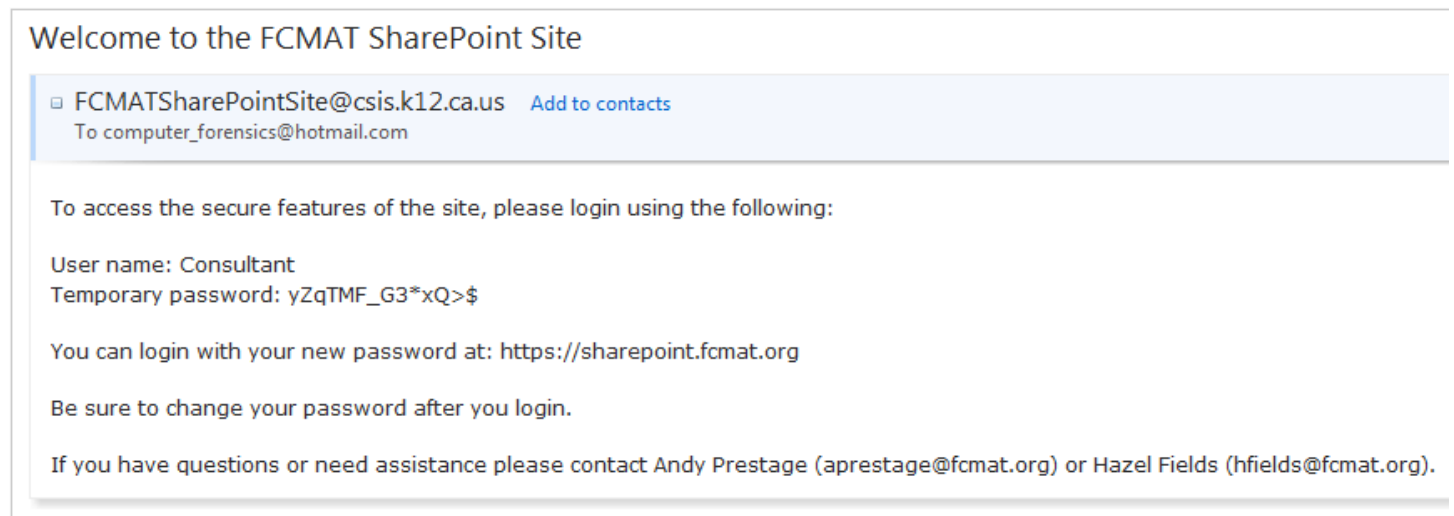 Welcome to the FCMAT SharePoint Site
FCMATSharePointSite@csis.k12.ca.us Add to contacts
To computer_forensics@hotmail.com
To access the secure features of the site, please login using the following:
User name: Consultant
Temporary password: yZqTMF_G3*xQ>$
You can login with your new password at: https://sharepoint.fcmat.org
Be sure to change your password after you login.
If you have questions or need assistance please contact Andy Prestage (aprestage@fcmat.org) or Hazel Fields (hfields@fcmat.org).